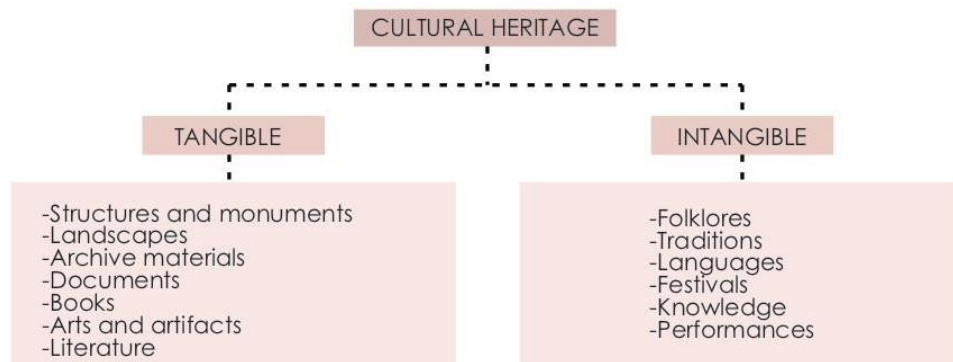 CULTURAL HERITAGE
TANGIBLE
-Structures and monuments
-Landscapes
-Archive materials
-Documents
-Books
-Arts and artifacts
-Literature
INTANGIBLE
-Folklores
-Traditions
-Languages
-Festivals
-Knowledge
-Performances